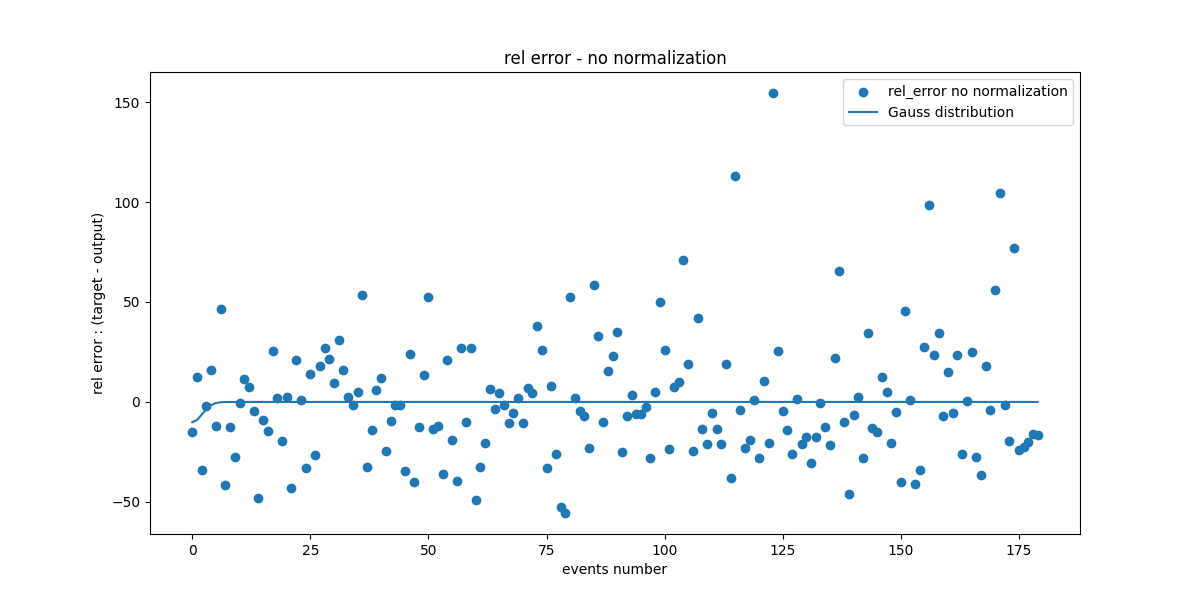 rel error - no normalization
rel_error no normalization
Gauss distribution
150
100
50
0
−50
rel error : (target - output)
0 25 50 75 100 125 150 175
events number